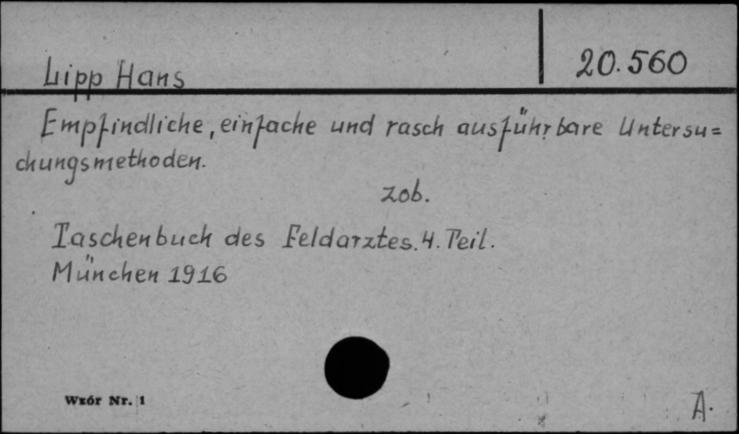 Lipp Hans
20.560
Empfindliche, einfache und rasch ausführbare Untersu=
chungsmethoden.
zob.
Taschenbuch des Feldarztes. 4. Teil.
München 1916
Wzór Nr. 1
A.